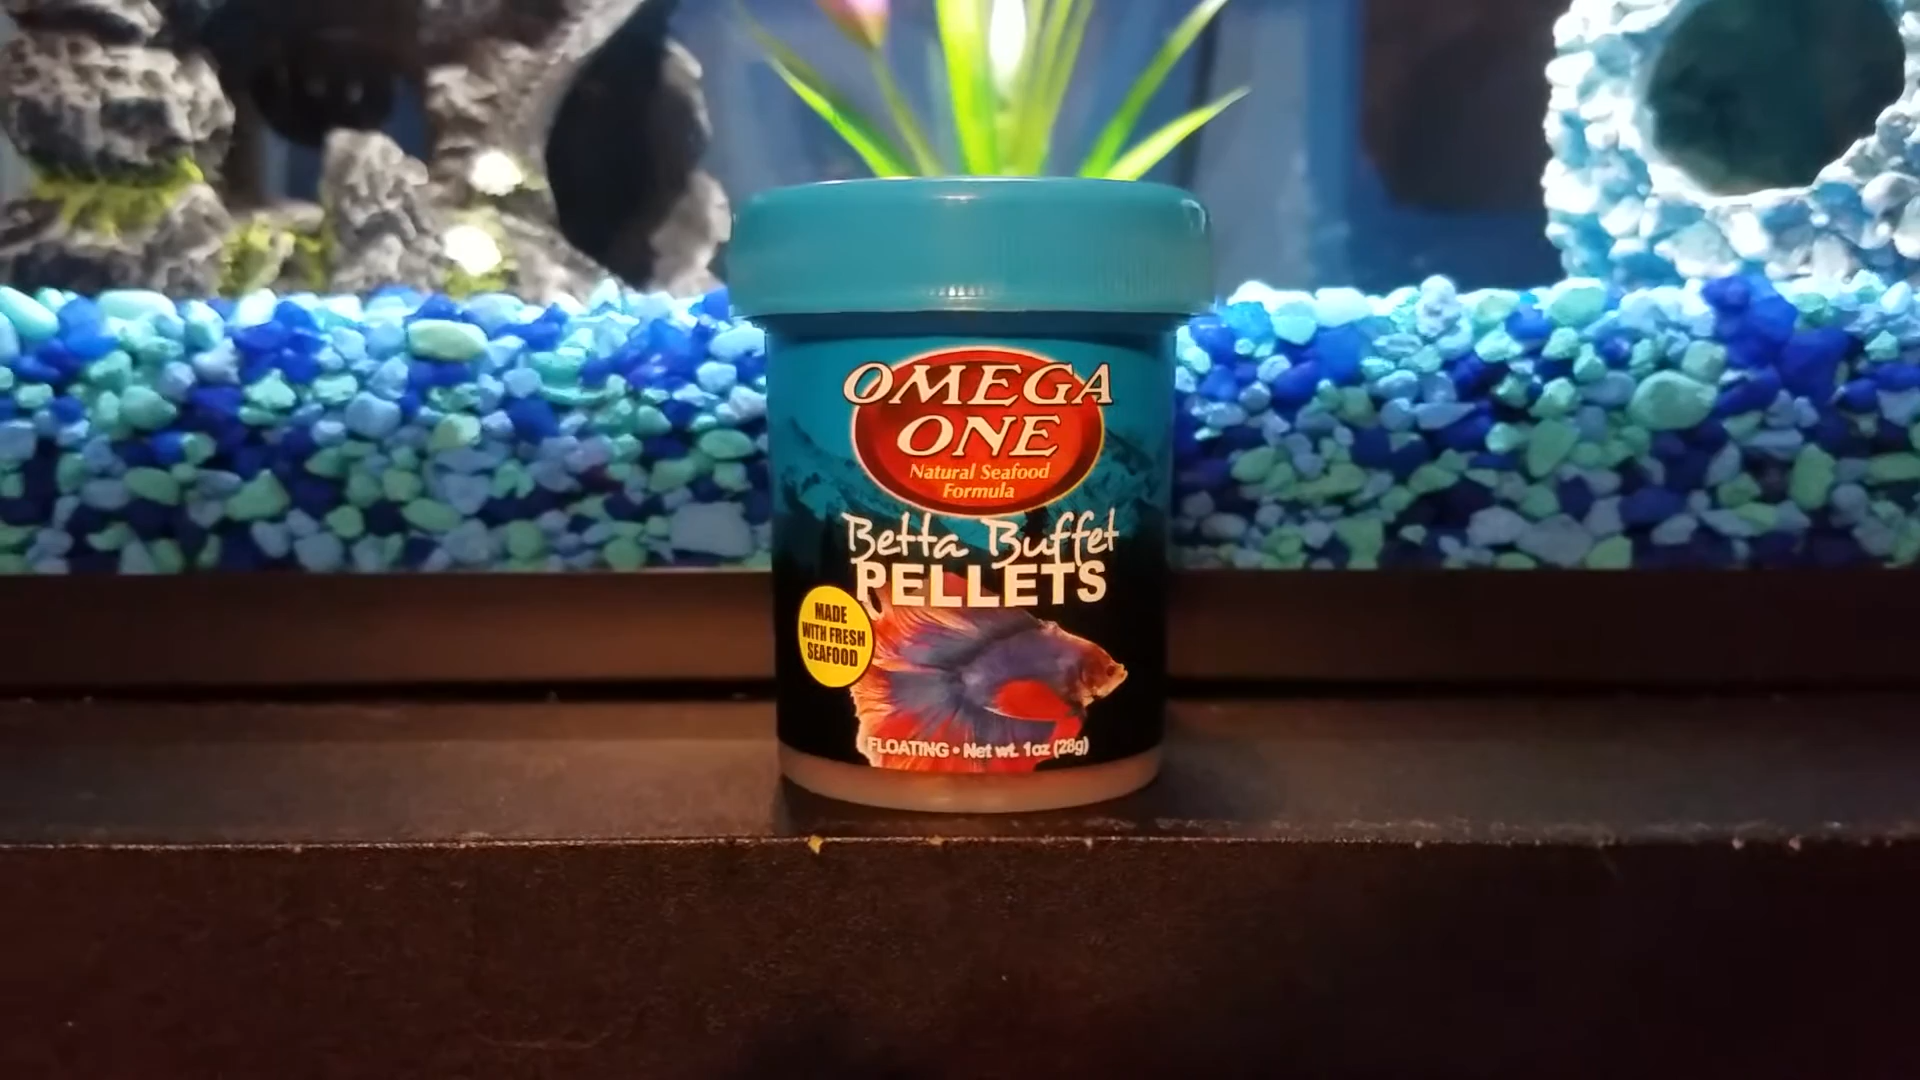 OMEGA
ONE
Natural Seafood
Formula
Betta Buffet
PELLETS
MADE
WITH FRESH
SEAFOOD
FLOATING • Net wt. 1oz (28g)